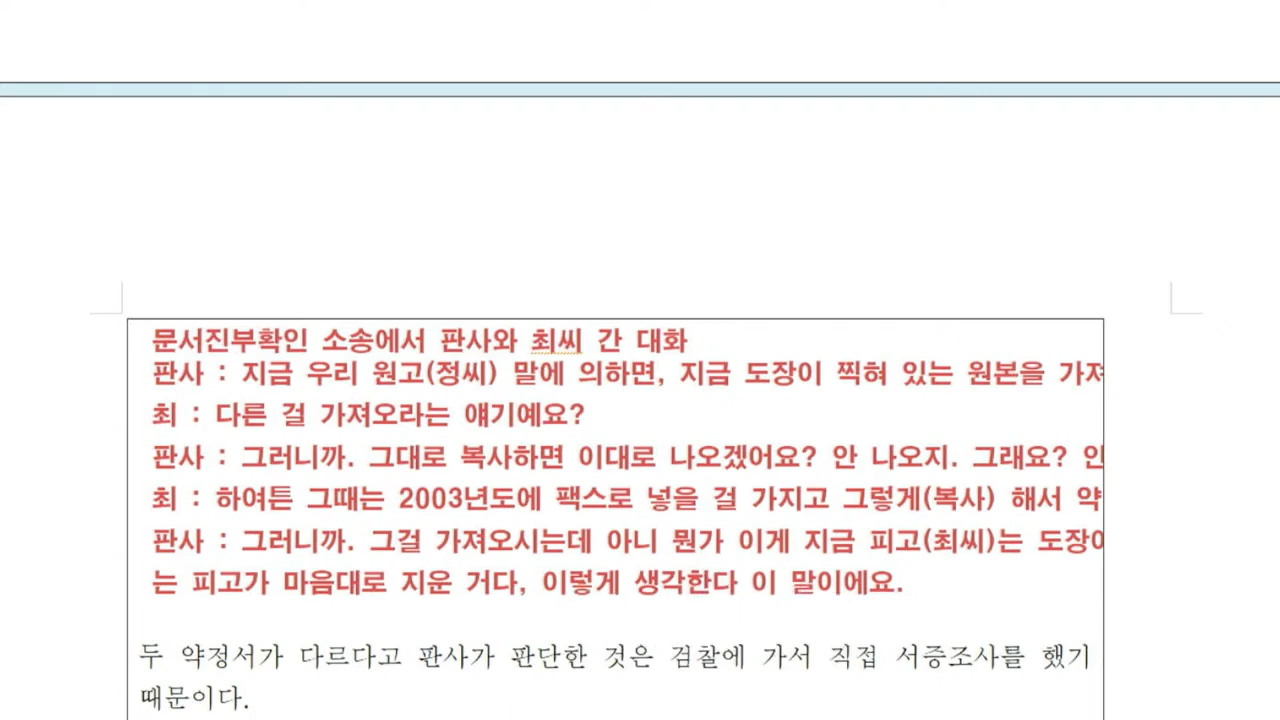 문서진부확인 소송에서 판사와 최씨 간 대화
판사 : 지금 우리 원고(정씨) 말에 의하면, 지금 도장이 찍혀 있는 원본을
최 : 다른 걸 가져오라는 얘기예요?
판사 : 그러니까. 그대로 복사하면 이대로 나오겠어요? 안 나오지. 그래요?
최 : 하여튼 그때는 2003년도에 팩스로 넣을 걸 가지고 그렇게(복사) 해서
판사 : 그러니까. 그걸 가져오시는데 아니 뭔가 이게 지금 피고(최씨)는
는 피고가 마음대로 지운 거다, 이렇게 생각한다 이 말이에요.
두 약정서가 다르다고 판사가 판단한 것은 검찰에 가서 직접 서증조사를 했기
때문이다.